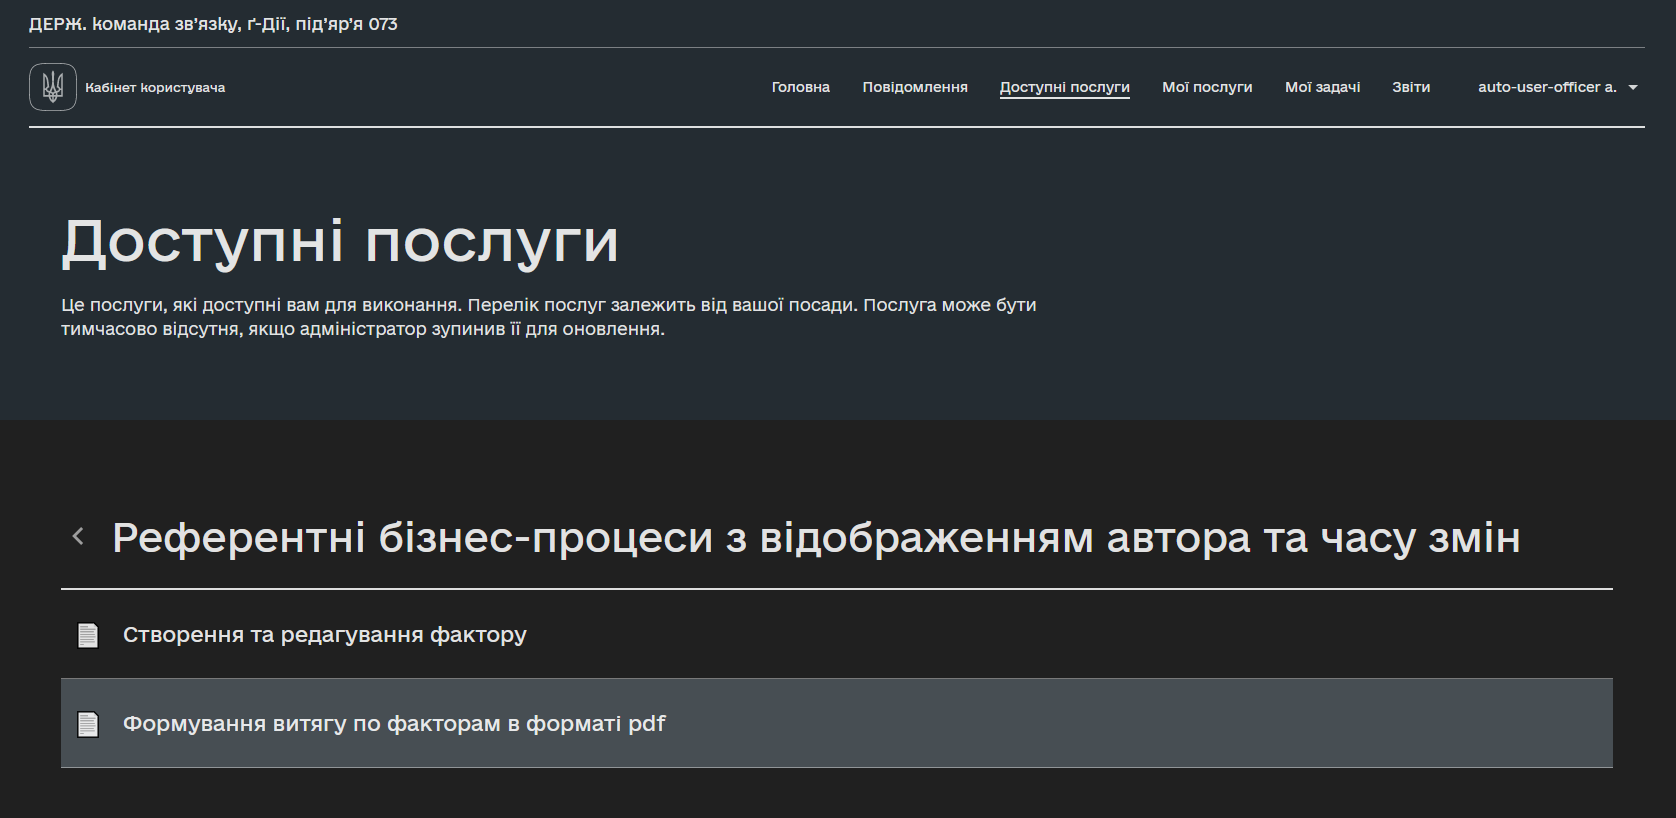 ДЕРЖ. команда зв'язку, ґ-Дії, під'яр'я 073
Кабінет користувача
Головна
Повідомлення
Доступні послуги
Мої послуги
Мої задачі
Звіти
auto-user-officer a.
Доступні послуги
Це послуги, які доступні вам для виконання. Перелік послуг залежить від вашої посади. Послуга може бути
тимчасово відсутня, якщо адміністратор зупинив її для оновлення.
Референтні бізнес-процеси з відображенням автора та часу змін
Створення та редагування фактору
Формування витягу по факторам в форматі pdf